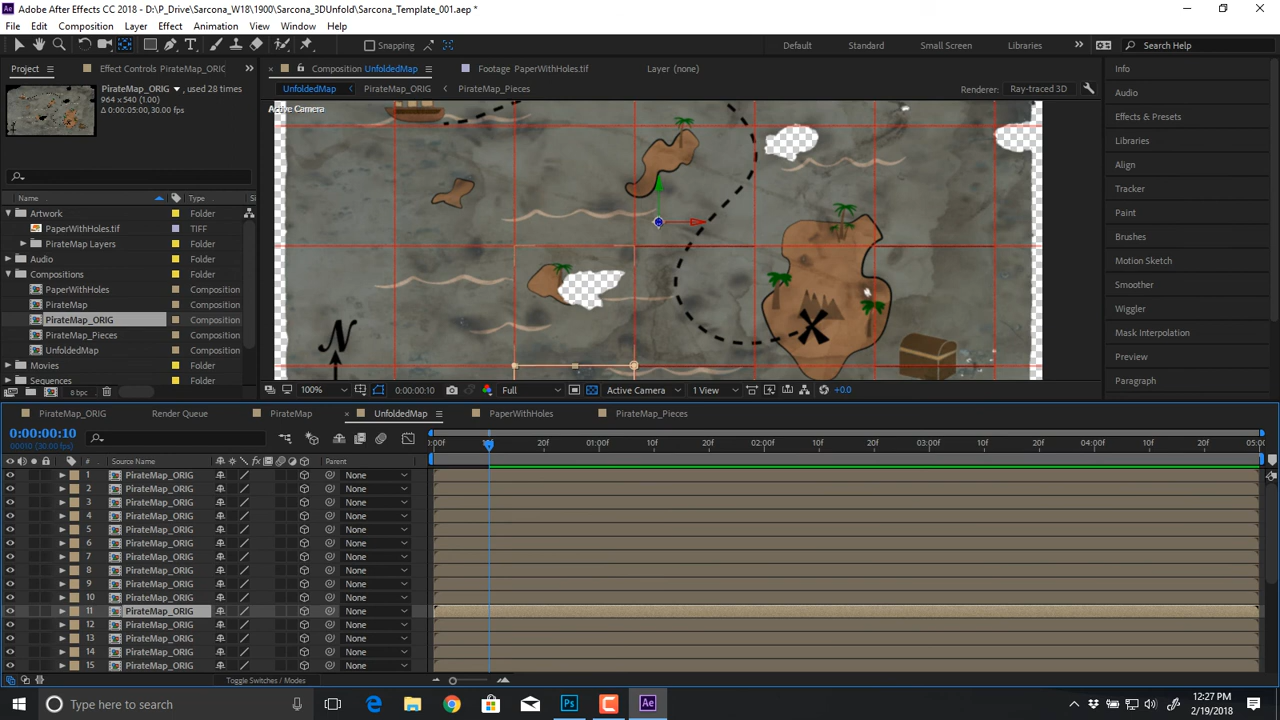 Adobe After Effects CC 2018 - D:\P_Drive\Sarcona_W18\1900\Sarcona_3DUnfold\Sarcona_Template_001.aep *
File Edit Composition Layer Effect Animation View Window Help
Snapping Default Standard Small Screen Libraries Search Help
Project Effect Controls PirateMap_ORIG Composition UnfoldedMap Footage PaperWithHoles.tif Layer (none) Info
PirateMap_ORIG , used 28 times
964 x 540 (1.00)
Δ 0:00:05:00, 30.00 fps
UnfoldedMap PirateMap_ORIG PirateMap_Pieces Renderer: Ray-traced 3D
Active Camera
Audio
Effects & Presets
Libraries
Align
Tracker
Paint
Brushes
Motion Sketch
Smoother
Wiggler
Mask Interpolation
Preview
Paragraph
Name Type Si
Artwork Folder
PaperWithHoles.tif TIFF
PirateMap Layers Folder
Audio Folder
Compositions Folder
PaperWithHoles Composition
PirateMap Composition
PirateMap_ORIG Composition
PirateMap_Pieces Composition
UnfoldedMap Composition
Movies Folder
Sequences Folder
N
8 bpc 100% 0:00:00:10 Full Active Camera 1 View +0.0
PirateMap_ORIG Render Queue PirateMap UnfoldedMap PaperWithHoles PirateMap_Pieces
0:00:00:10
00010 (30.00 fps)
:00f 10f 20f 01:00f 10f 20f 02:00f 10f 20f 03:00f 10f 20f 04:00f 10f 20f 05:00
# Source Name fx Parent
1 PirateMap_ORIG None
2 PirateMap_ORIG None
3 PirateMap_ORIG None
4 PirateMap_ORIG None
5 PirateMap_ORIG None
6 PirateMap_ORIG None
7 PirateMap_ORIG None
8 PirateMap_ORIG None
9 PirateMap_ORIG None
10 PirateMap_ORIG None
11 PirateMap_ORIG None
12 PirateMap_ORIG None
13 PirateMap_ORIG None
14 PirateMap_ORIG None
15 PirateMap_ORIG None
Toggle Switches / Modes
Type here to search
12:27 PM
2/19/2018